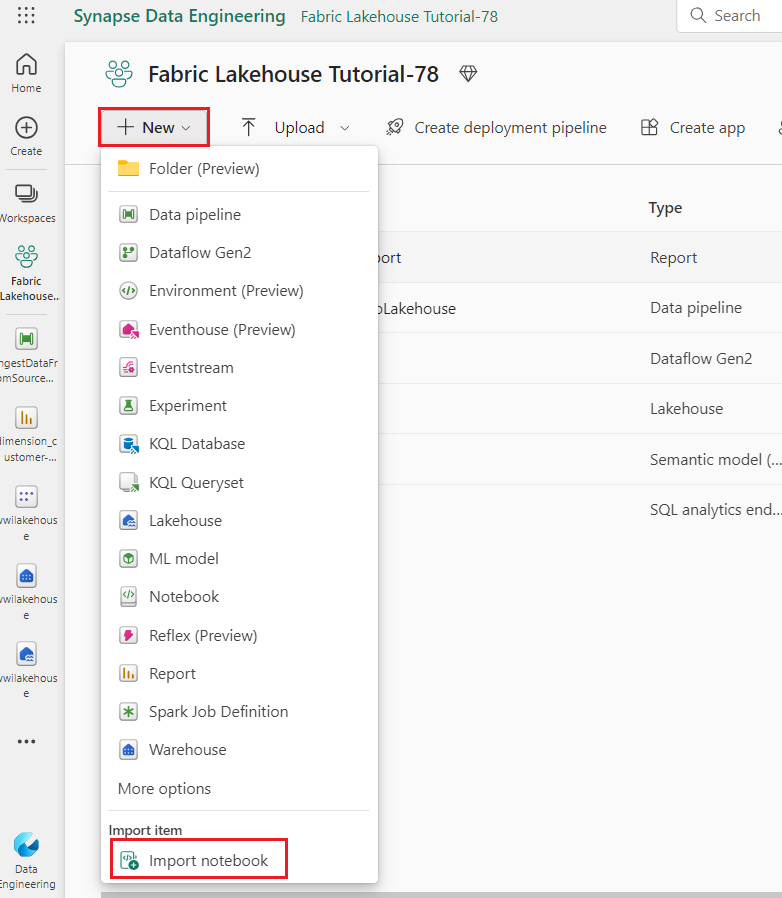 Synapse Data Engineering Fabric Lakehouse Tutorial-78 Search
Home
Create
Workspaces
Fabric
Lakehouse...
ngestDataFr
omSource...
dimension_c
ustomer-...
wwilakehous
e
wwilakehous
e
wwilakehous
e
Data
Engineering
Fabric Lakehouse Tutorial-78
New Upload Create deployment pipeline Create app
Folder (Preview)
Data pipeline
Dataflow Gen2
Environment (Preview)
Eventhouse (Preview)
Eventstream
Experiment
KQL Database
KQL Queryset
Lakehouse
ML model
Notebook
Reflex (Preview)
Report
Spark Job Definition
Warehouse
More options
Import item
Import notebook
Type
port Report
oLakehouse Data pipeline
Dataflow Gen2
Lakehouse
Semantic model (...
SQL analytics end...